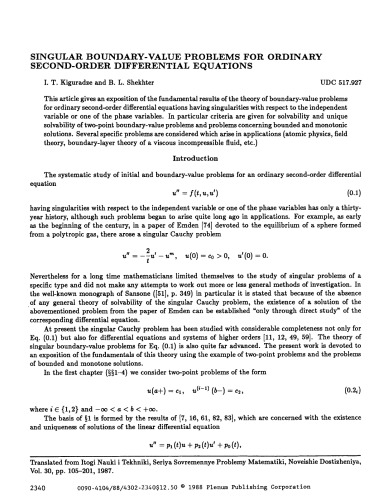 SINGULAR BOUNDARY-VALUE PROBLEMS FOR ORDINARY
SECOND-ORDER DIFFERENTIAL EQUATIONS
I. T. Kiguradze and B. L. Shekhter UDC 517.927
This article gives an exposition of the fundamental results of the theory of boundary-value problems
for ordinary second-order differential equations having singularities with respect to the independent
variable or one of the phase variables. In particular criteria are given for solvability and unique
solvability of two-point boundary-value problems and problems concerning bounded and monotonic
solutions. Several specific problems are considered which arise in applications (atomic physics, field
theory, boundary-layer theory of a viscous incompressible fluid, etc.)
Introduction
The systematic study of initial and boundary-value problems for an ordinary second-order differential
equation
u″ = f(t, u, u′) (0.1)
having singularities with respect to the independent variable or one of the phase variables has only a thirty-
year history, although such problems began to arise quite long ago in applications. For example, as early
as the beginning of the century, in a paper of Emden [74] devoted to the equilibrium of a sphere formed
from a polytropic gas, there arose a singular Cauchy problem
u″ = −2/t u′ − uᵐ, u(0) = c₀ > 0, u′(0) = 0.
Nevertheless for a long time mathematicians limited themselves to the study of singular problems of a
specific type and did not make any attempts to work out more or less general methods of investigation. In
the well-known monograph of Sansone ([51], p. 349) in particular it is stated that because of the absence
of any general theory of solvability of the singular Cauchy problem, the existence of a solution of the
abovementioned problem from the paper of Emden can be established "only through direct study" of the
corresponding differential equation.
At present the singular Cauchy problem has been studied with considerable completeness not only for
Eq. (0.1) but also for differential equations and systems of higher orders [11, 12, 49, 59]. The theory of
singular boundary-value problems for Eq. (0.1) is also quite far advanced. The present work is devoted to
an exposition of the fundamentals of this theory using the example of two-point problems and the problems
of bounded and monotone solutions.
In the first chapter (§§1–4) we consider two-point problems of the form
u(a+) = c₁, u⁽ⁱ⁻¹⁾(b−) = c₂, (0.2ᵢ)
where i ∈ {1, 2} and −∞ < a < b < +∞.
The basis of §1 is formed by the results of [7, 16, 61, 82, 83], which are concerned with the existence
and uniqueness of solutions of the linear differential equation
u″ = p₁(t)u + p₂(t)u′ + p₀(t),
Translated from Itogi Nauki i Tekhniki, Seriya Sovremennye Problemy Matematiki, Noveishie Dostizheniya,
Vol. 30, pp. 105–201, 1987.
2340 0090-4104/88/4302-2340$12.50 © 1988 Plenum Publishing Corporation